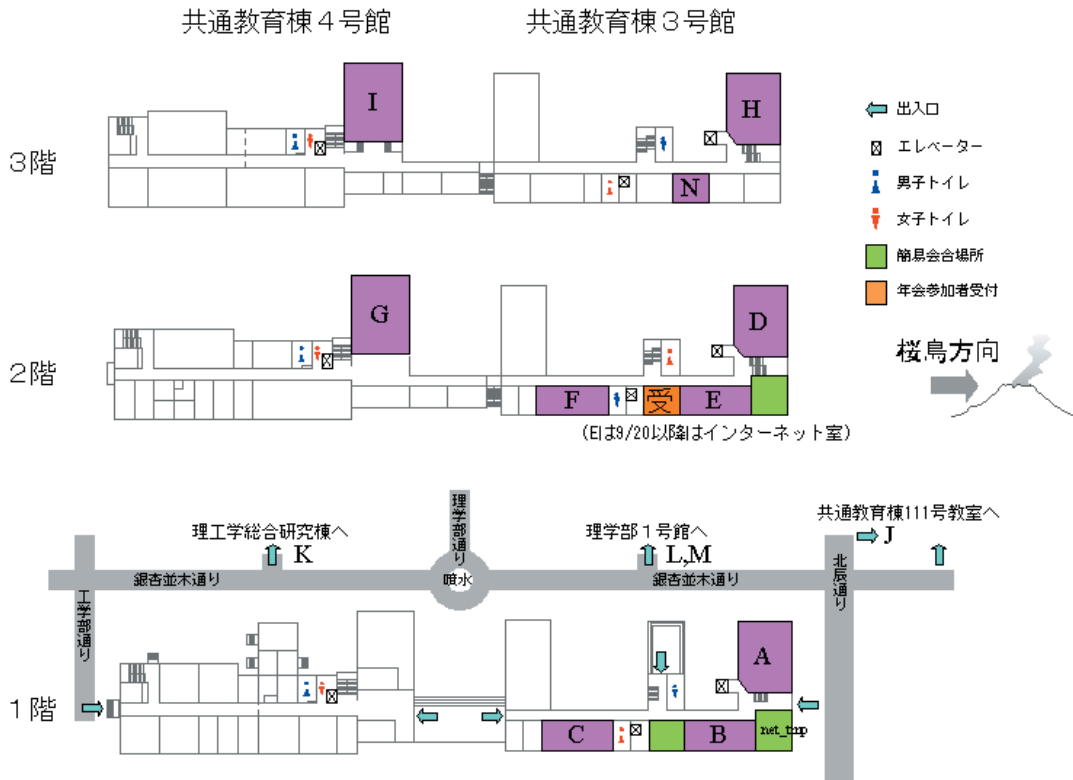 共通教育棟４号館
共通教育棟３号館
3階
I
H
N
出入口
エレベーター
男子トイレ
女子トイレ
簡易会合場所
年会参加者受付
2階
G
D
F
受
E
(Eは9/20以降はインターネット室)
桜島方向
理工学総合研究棟へ
K
理学部通り
理学部１号館へ
L,M
共通教育棟111号教室へ
J
銀杏並木通り
噴水
銀杏並木通り
北辰通り
工学部通り
1階
A
C
B
net_tmp